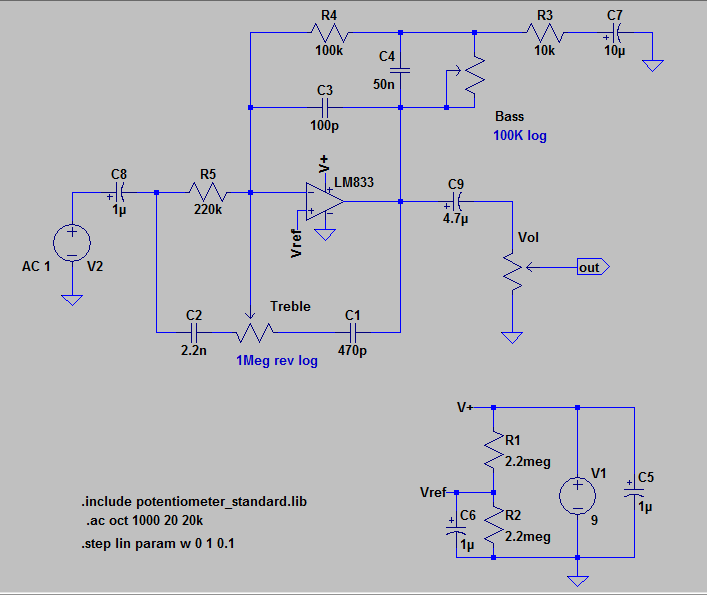 R4
100k
R3
10k
C7
+
10µ
C4
50n
C3
100p
Bass
100K log
C8
+
1µ
R5
220k
V+
LM833
Vref
C9
+
4.7µ
Vol
out
AC 1
V2
C2
2.2n
Treble
1Meg rev log
C1
470p
V+
R1
2.2meg
V1
9
C5
1µ
Vref
C6
1µ
R2
2.2meg
.include potentiometer_standard.lib
.ac oct 1000 20 20k
.step lin param w 0 1 0.1